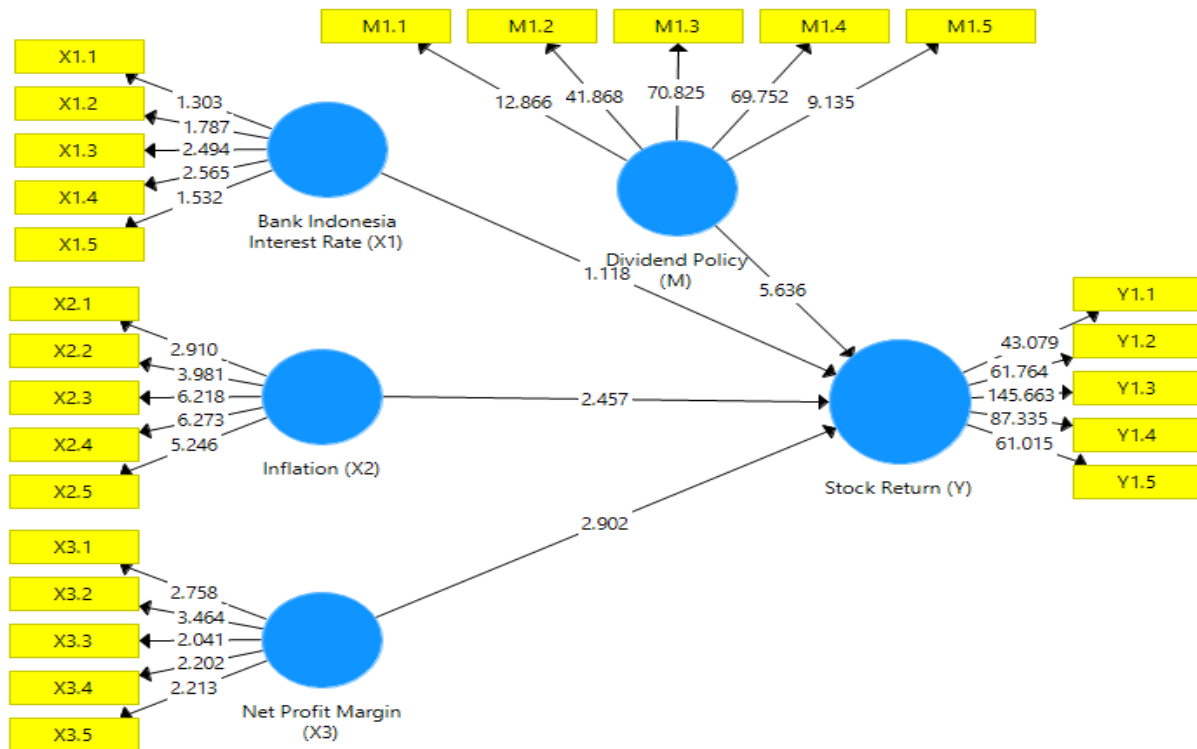 M1.1
M1.2
M1.3
M1.4
M1.5
12.866
41.868
70.825
69.752
9.135
Dividend Policy
(M)
X1.1
X1.2
X1.3
X1.4
X1.5
1.303
1.787
2.494
2.565
1.532
Bank Indonesia
Interest Rate (X1)
1.118
5.636
X2.1
X2.2
X2.3
X2.4
X2.5
2.910
3.981
6.218
6.273
5.246
Inflation (X2)
2.457
X3.1
X3.2
X3.3
X3.4
X3.5
2.758
3.464
2.041
2.202
2.213
Net Profit Margin
(X3)
2.902
Stock Return (Y)
43.079
61.764
145.663
87.335
61.015
Y1.1
Y1.2
Y1.3
Y1.4
Y1.5